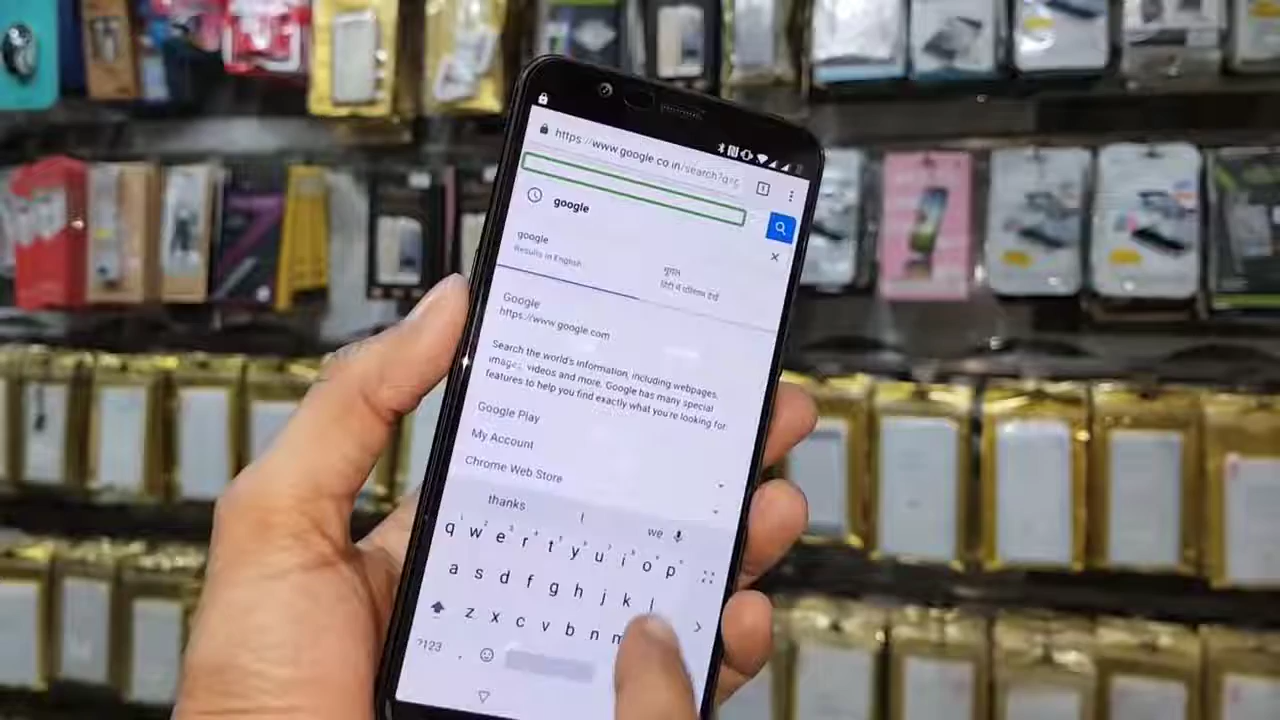 https://www.google.co.in/search?q=g
1
google
google
Results in English
गूगल
Google
https://www.google.com
Search the world's information, including webpages,
images, videos and more. Google has many special
features to help you find exactly what you're looking for
Google Play
My Account
Chrome Web Store
thanks
I
we
q w e r t y u i o p
a s d f g h j k l
z x c v b n m
?123 ,